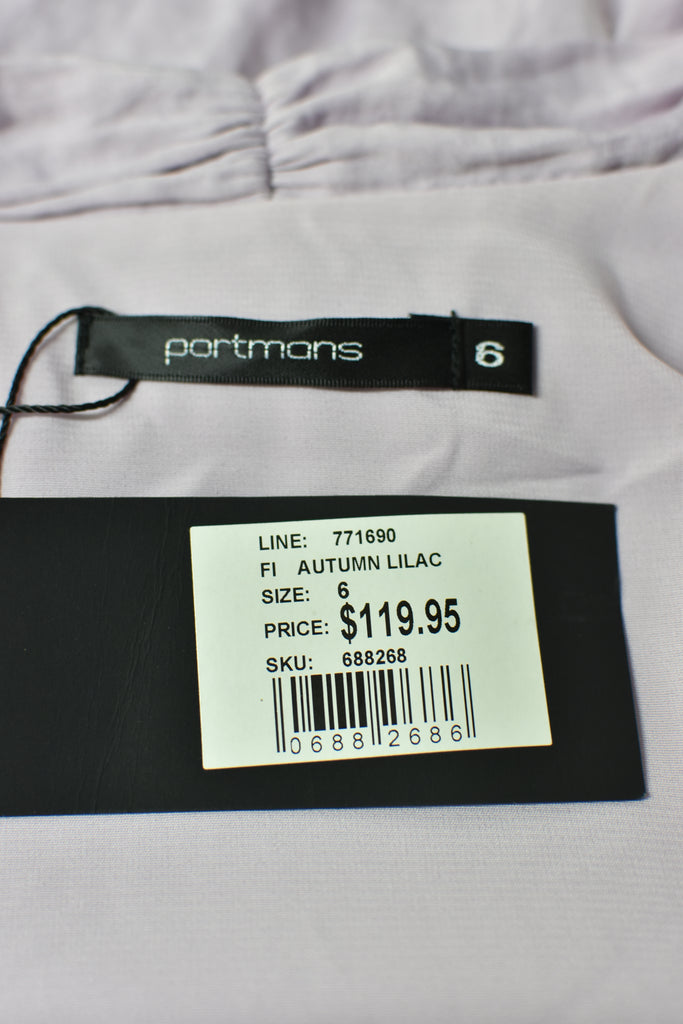 portmans 6
LINE: 771690
FI AUTUMN LILAC
SIZE: 6
PRICE: $119.95
SKU: 688268
0688 2686